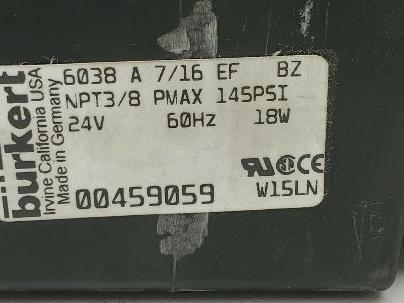 burkert
Irvine California USA
Made in Germany
6038 A 7/16 EF BZ
NPT3/8 PMAX 145PSI
24V 60Hz 18W
00459059
W15LN